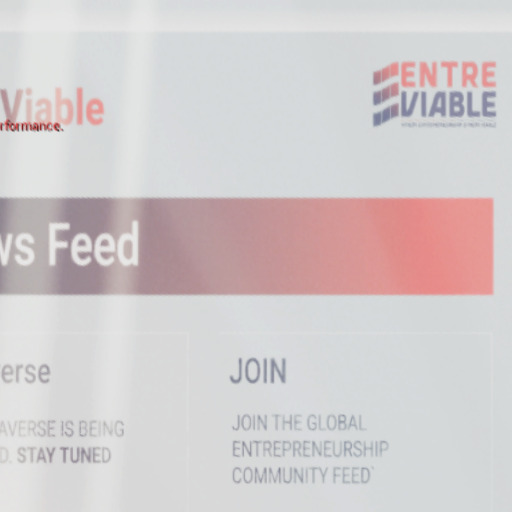 Viable
rformance.
ENTRE
VIABLE
ws Feed
erse
AVERSE IS BEING
D. STAY TUNED
JOIN
JOIN THE GLOBAL
ENTREPRENEURSHIP
COMMUNITY FEED